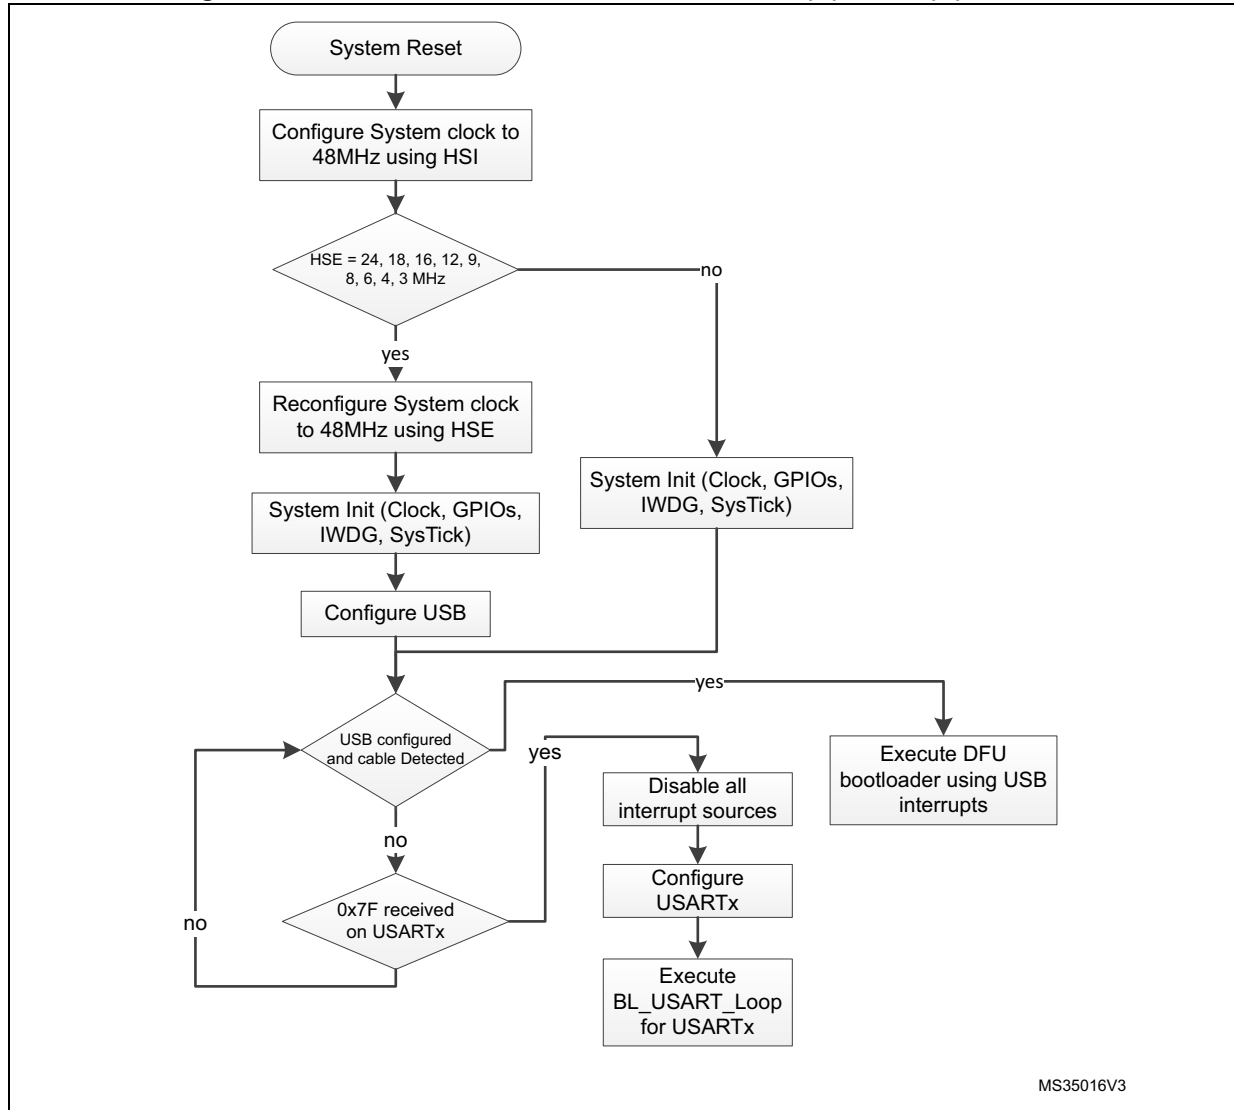 System Reset
Configure System clock to
48MHz using HSI
HSE = 24, 18, 16, 12, 9,
8, 6, 4, 3 MHz
no
yes
Reconfigure System clock
to 48MHz using HSE
System Init (Clock, GPIOs,
IWDG, SysTick)
System Init (Clock, GPIOs,
IWDG, SysTick)
Configure USB
yes
USB configured
and cable Detected
yes
Execute DFU
bootloader using USB
interrupts
Disable all
interrupt sources
no
Configure
USARTx
0x7F received
on USARTx
no
Execute
BL_USART_Loop
for USARTx
MS35016V3